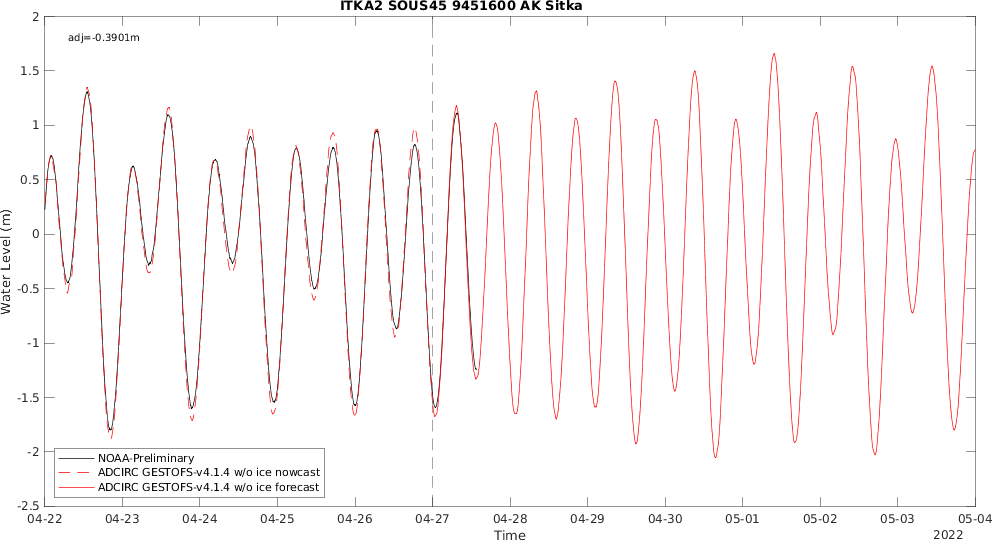 ITKA2 SOUS45 9451600 AK Sitka
adj=-0.3901m
2
1.5
1
0.5
0
-0.5
-1
-1.5
-2
-2.5
Water Level (m)
NOAA-Preliminary
ADCIRC GESTOFS-v4.1.4 w/o ice nowcast
ADCIRC GESTOFS-v4.1.4 w/o ice forecast
04-22 04-23 04-24 04-25 04-26 04-27 04-28 04-29 04-30 05-01 05-02 05-03 05-04
Time
2022